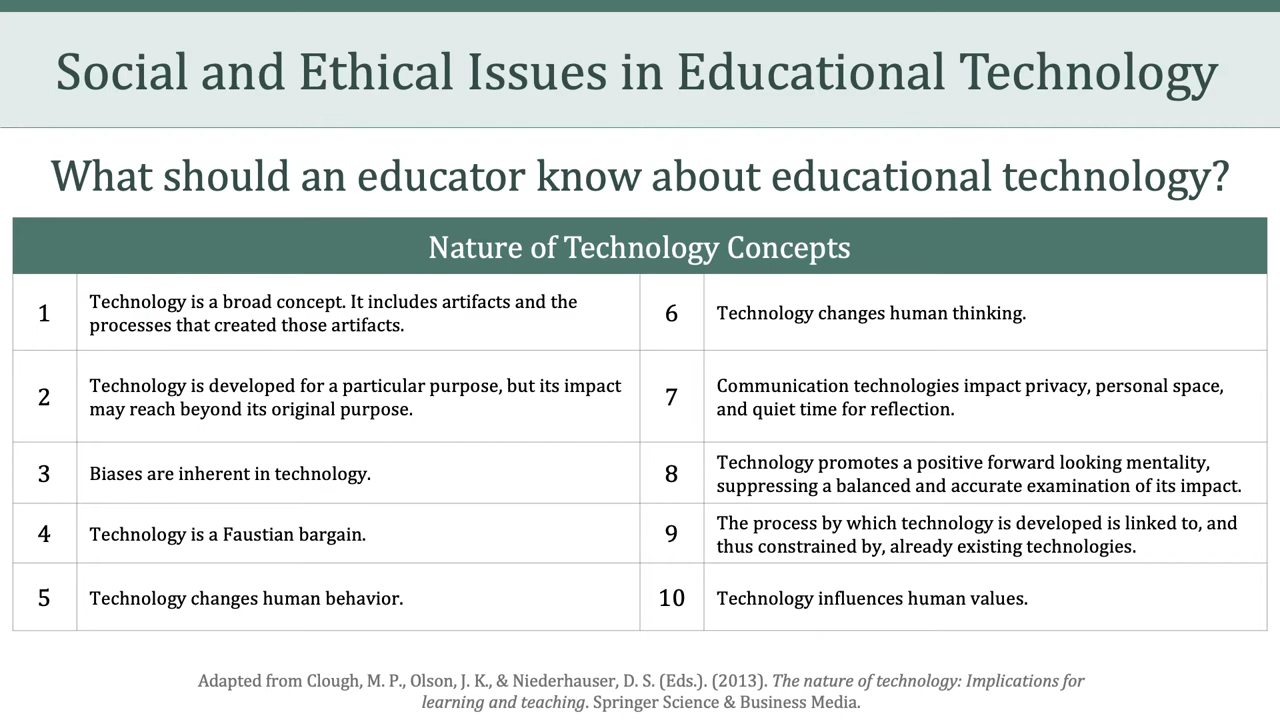 Social and Ethical Issues in Educational Technology
What should an educator know about educational technology?
Nature of Technology Concepts
1
Technology is a broad concept. It includes artifacts and the
processes that created those artifacts.
2
Technology is developed for a particular purpose, but its impact
may reach beyond its original purpose.
3
Biases are inherent in technology.
4
Technology is a Faustian bargain.
5
Technology changes human behavior.
6
Technology changes human thinking.
7
Communication technologies impact privacy, personal space,
and quiet time for reflection.
8
Technology promotes a positive forward looking mentality,
suppressing a balanced and accurate examination of its impact.
9
The process by which technology is developed is linked to, and
thus constrained by, already existing technologies.
10
Technology influences human values.
Adapted from Clough, M. P., Olson, J. K., & Niederhauser, D. S. (Eds.). (2013). The nature of technology: Implications for
learning and teaching. Springer Science & Business Media.